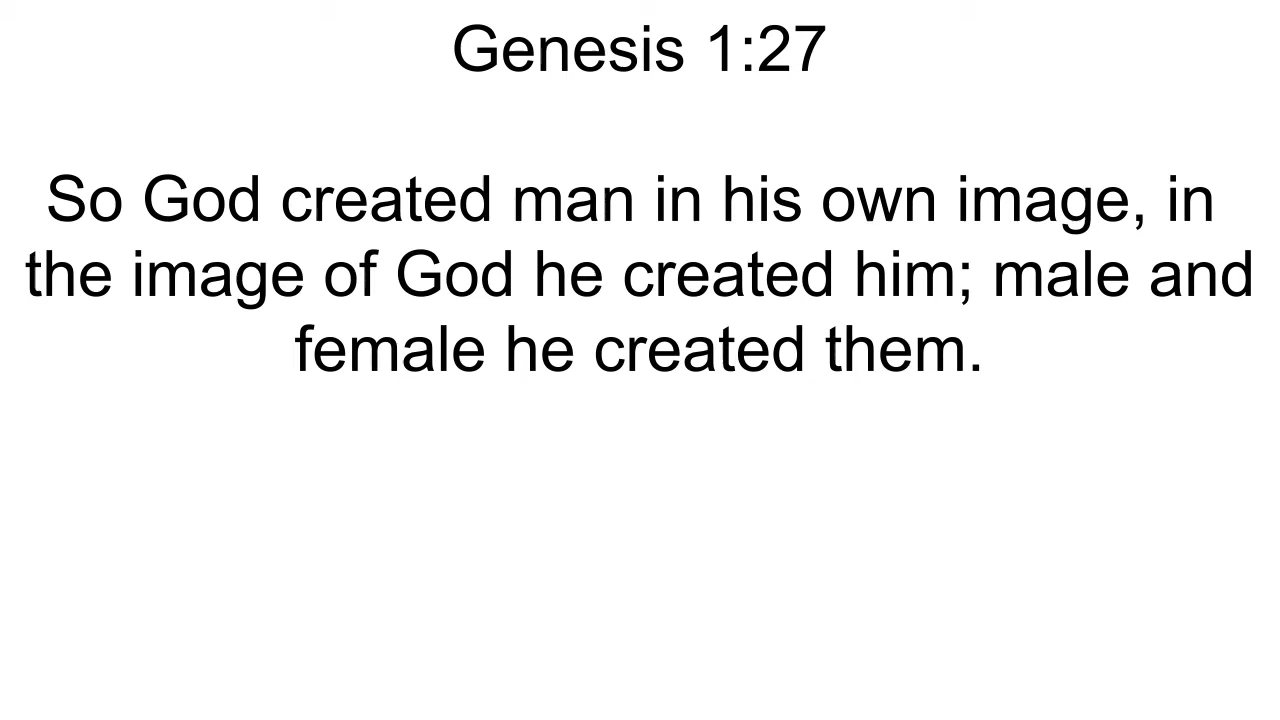 Genesis 1:27
So God created man in his own image, in
the image of God he created him; male and
female he created them.